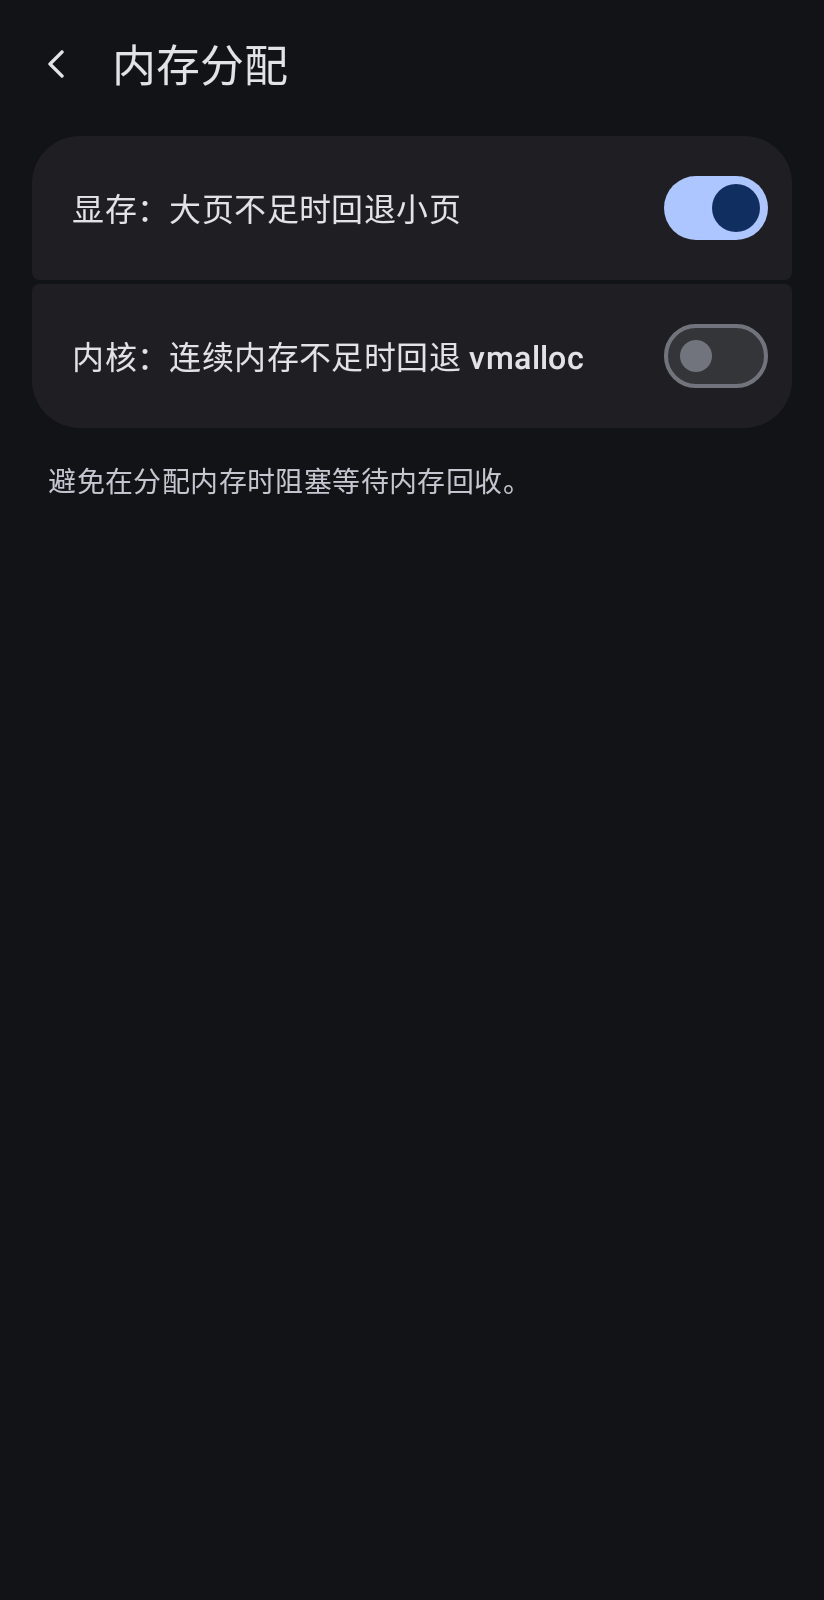 内存分配
显存：大页不足时回退小页
内核：连续内存不足时回退 vmalloc
避免在分配内存时阻塞等待内存回收。